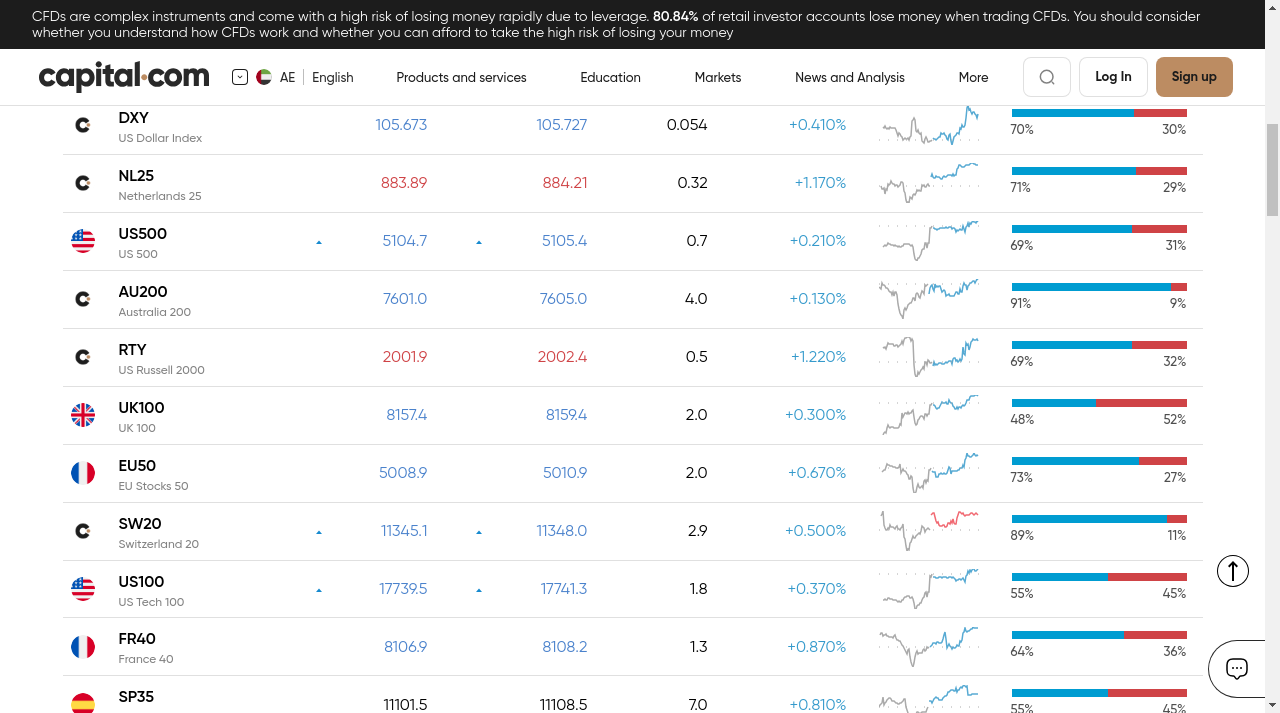 CFDs are complex instruments and come with a high risk of losing money rapidly due to leverage. 80.84% of retail investor accounts lose money when trading CFDs. You should consider
whether you understand how CFDs work and whether you can afford to take the high risk of losing your money
capital.com AE English Products and services Education Markets News and Analysis More Log In Sign up
DXY 105.673 105.727 0.054 +0.410%
US Dollar Index 70% 30%
NL25 883.89 884.21 0.32 +1.170%
Netherlands 25 71% 29%
US500 5104.7 5105.4 0.7 +0.210%
US 500 69% 31%
AU200 7601.0 7605.0 4.0 +0.130%
Australia 200 91% 9%
RTY 2001.9 2002.4 0.5 +1.220%
US Russell 2000 69% 32%
UK100 8157.4 8159.4 2.0 +0.300%
UK 100 48% 52%
EU50 5008.9 5010.9 2.0 +0.670%
EU Stocks 50 73% 27%
SW20 11345.1 11348.0 2.9 +0.500%
Switzerland 20 89% 11%
US100 17739.5 17741.3 1.8 +0.370%
US Tech 100 55% 45%
FR40 8106.9 8108.2 1.3 +0.870%
France 40 64% 36%
SP35 11101.5 11108.5 7.0 +0.810%
55% 45%